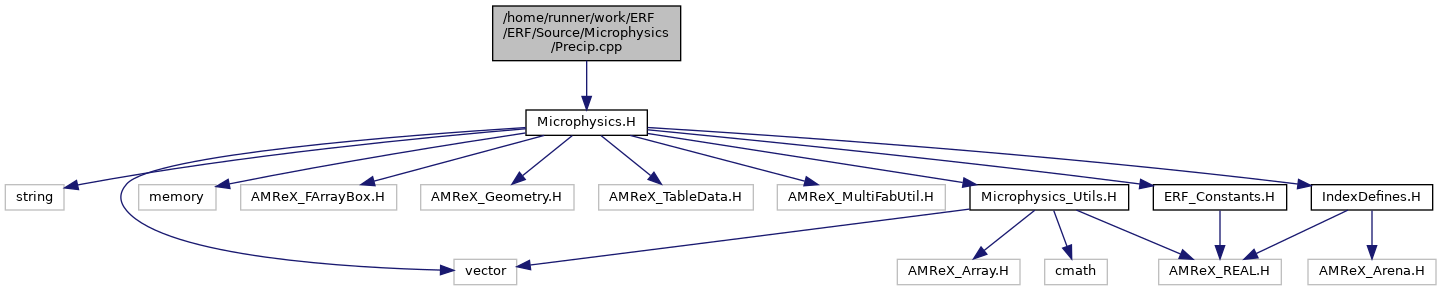 /home/runner/work/ERF
/ERF/Source/Microphysics
/Precip.cpp
Microphysics.H
string
memory
AMReX_FArrayBox.H
AMReX_Geometry.H
AMReX_TableData.H
AMReX_MultiFabUtil.H
Microphysics_Utils.H
ERF_Constants.H
IndexDefines.H
vector
AMReX_Array.H
cmath
AMReX_REAL.H
AMReX_Arena.H